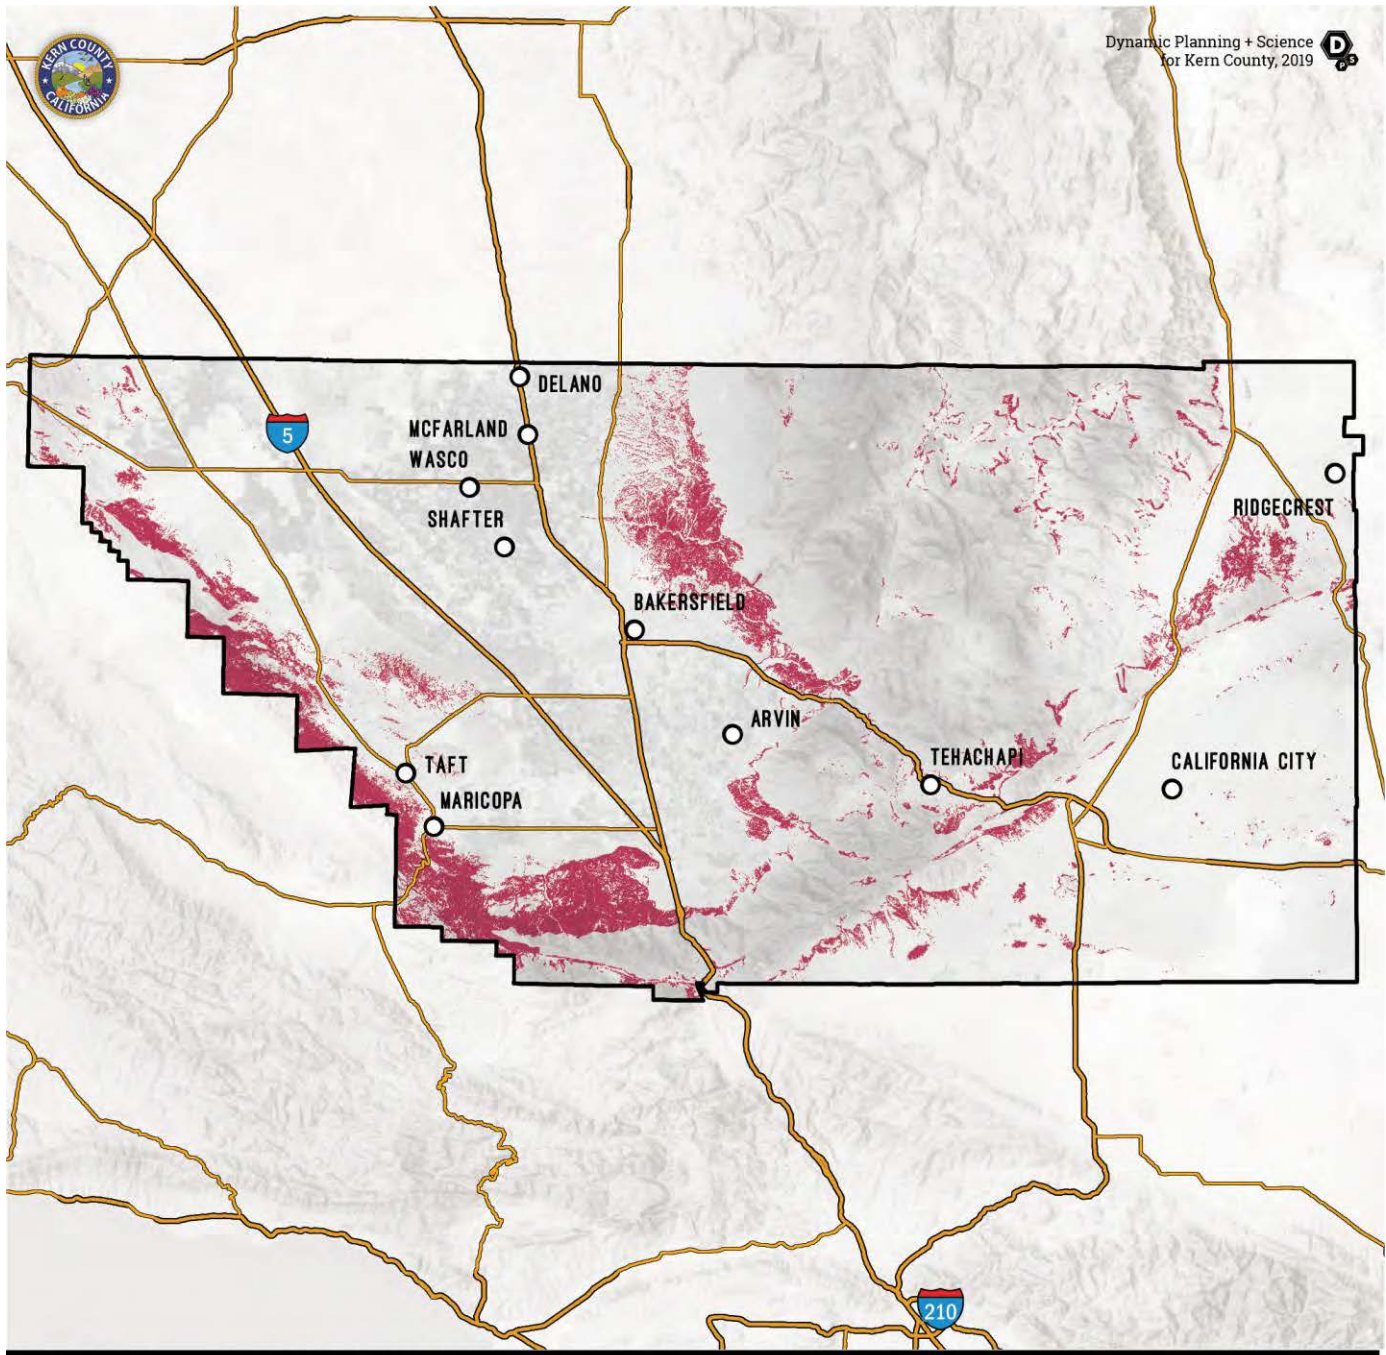 KERN COUNTY
CALIFORNIA
Dynamic Planning + Science
for Kern County, 2019
D
P S
DELANO
5
MCFARLAND
WASCO
SHAFTER
RIDGECREST
BAKERSFIELD
ARVIN
TAFT
TEHACHAPI
CALIFORNIA CITY
MARICOPA
210